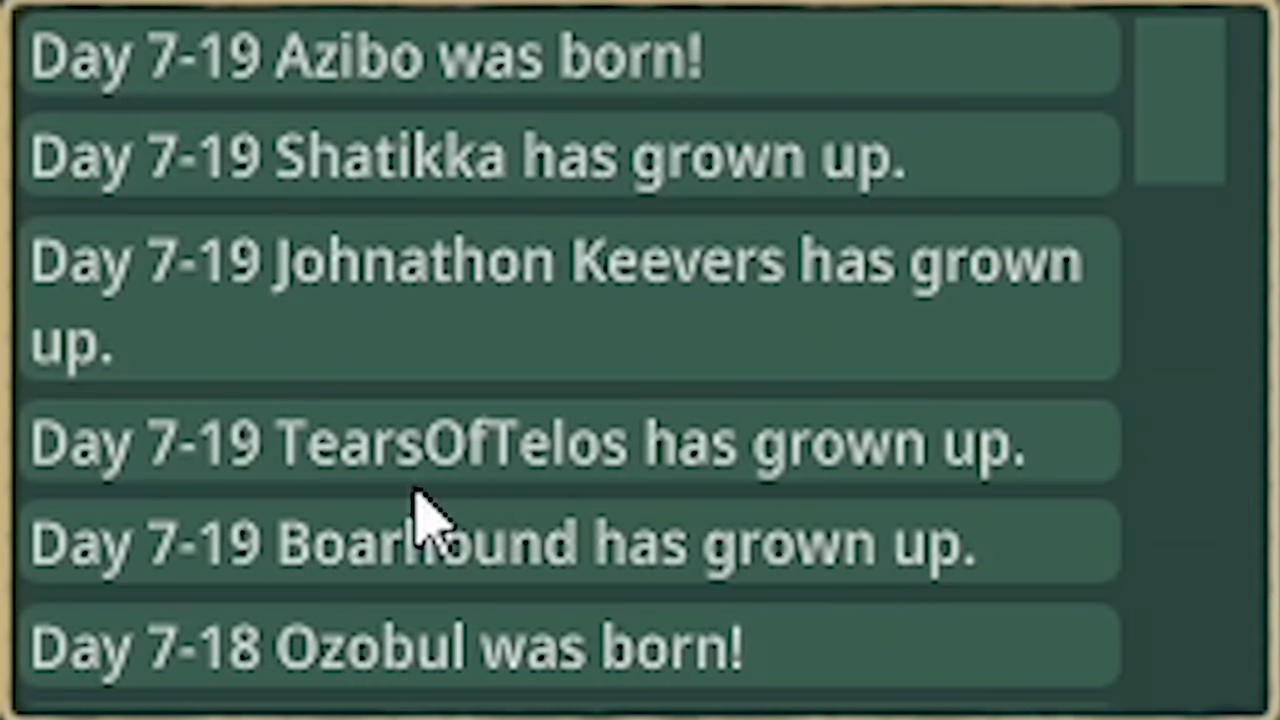 Day 7-19 Azibo was born!
Day 7-19 Shatikka has grown up.
Day 7-19 Johnathon Keevers has grown
up.
Day 7-19 TearsOfTelos has grown up.
Day 7-19 Boarhound has grown up.
Day 7-18 Ozobul was born!